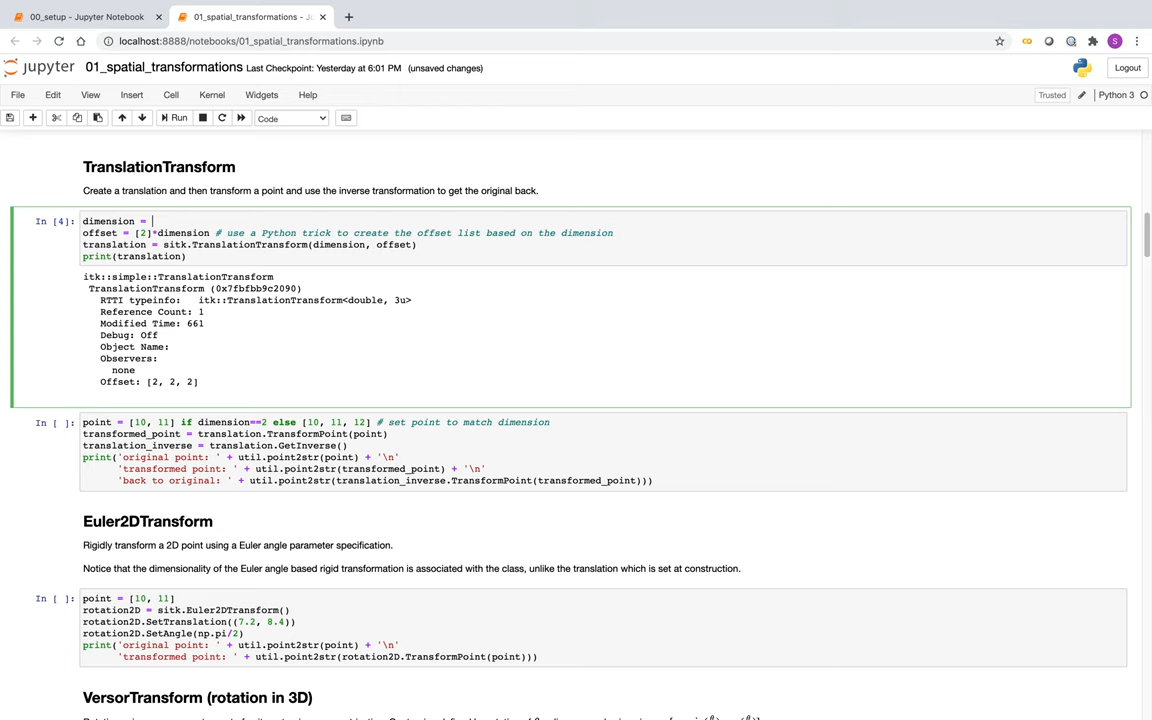 00_setup - Jupyter Notebook
01_spatial_transformations - Ju
localhost:8888/notebooks/01_spatial_transformations.ipynb
S
jupyter 01_spatial_transformations Last Checkpoint: Yesterday at 6:01 PM (unsaved changes)
Logout
File Edit View Insert Cell Kernel Widgets Help
Trusted Python 3
Run Code
TranslationTransform
Create a translation and then transform a point and use the inverse transformation to get the original back.
In [4]: dimension =
offset = [2]*dimension # use a Python trick to create the offset list based on the dimension
translation = sitk.TranslationTransform(dimension, offset)
print(translation)
itk::simple::TranslationTransform
TranslationTransform (0x7fbfbb9c2090)
RTTI typeinfo: itk::TranslationTransform<double, 3u>
Reference Count: 1
Modified Time: 661
Debug: Off
Object Name:
Observers:
none
Offset: [2, 2, 2]
In [ ]: point = [10, 11] if dimension==2 else [10, 11, 12] # set point to match dimension
transformed_point = translation.TransformPoint(point)
translation_inverse = translation.GetInverse()
print('original point: ' + util.point2str(point) + '\n'
'transformed point: ' + util.point2str(transformed_point) + '\n'
'back to original: ' + util.point2str(translation_inverse.TransformPoint(transformed_point)))
Euler2DTransform
Rigidly transform a 2D point using a Euler angle parameter specification.
Notice that the dimensionality of the Euler angle based rigid transformation is associated with the class, unlike the translation which is set at construction.
In [ ]: point = [10, 11]
rotation2D = sitk.Euler2DTransform()
rotation2D.SetTranslation((7.2, 8.4))
rotation2D.SetAngle(np.pi/2)
print('original point: ' + util.point2str(point) + '\n'
'transformed point: ' + util.point2str(rotation2D.TransformPoint(point)))
VersorTransform (rotation in 3D)